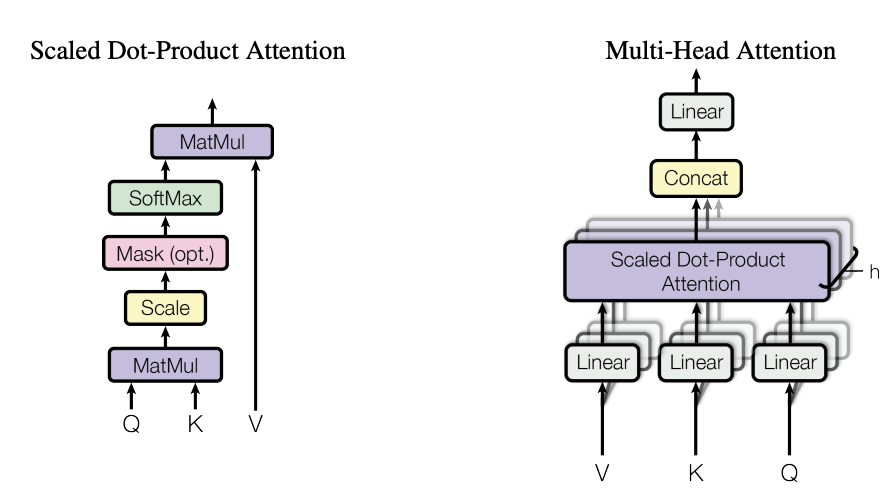 Scaled Dot-Product Attention
MatMul
SoftMax
Mask (opt.)
Scale
MatMul
Q K V
Multi-Head Attention
Linear
Concat
Scaled Dot-Product
Attention
h
Linear Linear Linear
V K Q